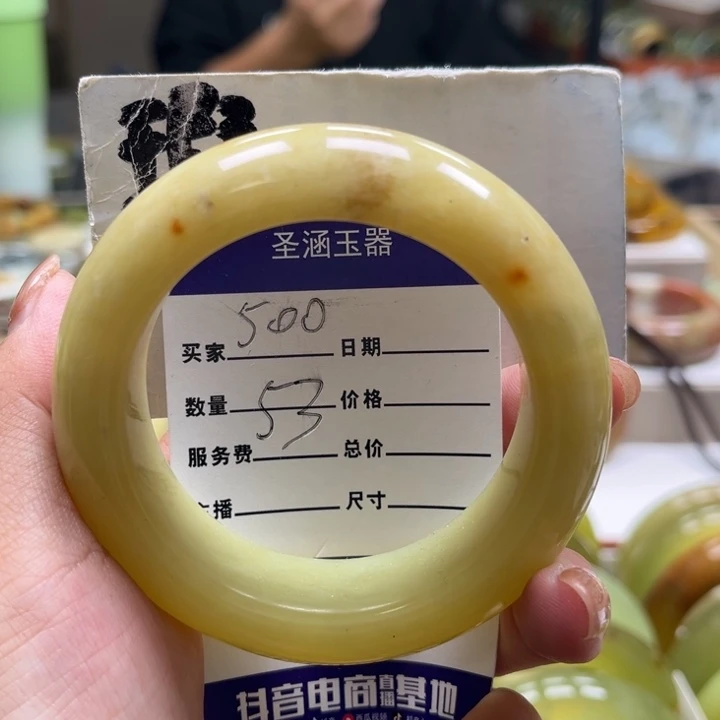 圣涵玉器
500
买家 日期
数量 53 价格
服务费 总价
播 尺寸
抖音电商直播基地